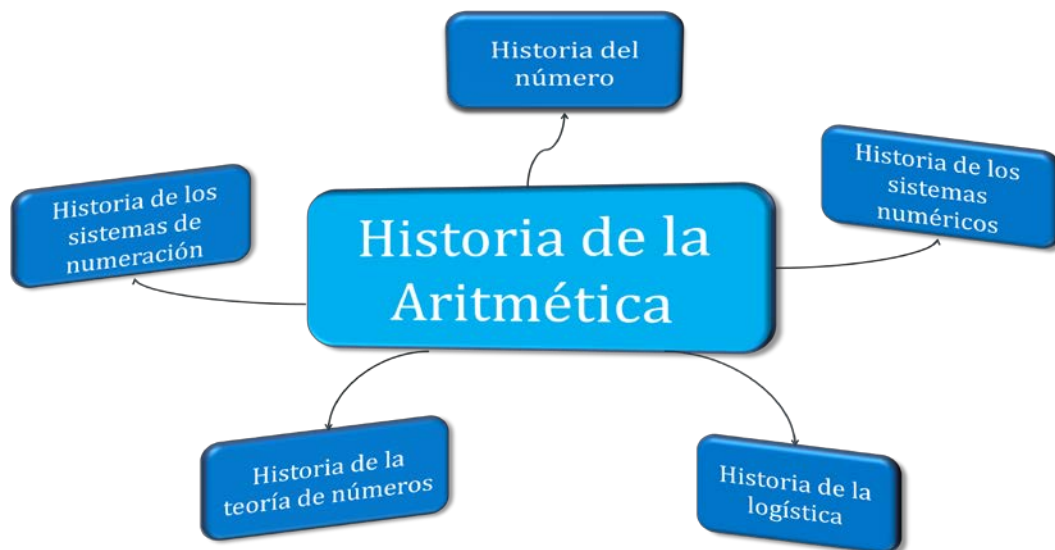 Historia del
número
Historia de los
sistemas
numéricos
Historia de los
sistemas de
numeración
Historia de la
Aritmética
Historia de la
teoría de números
Historia de la
logística